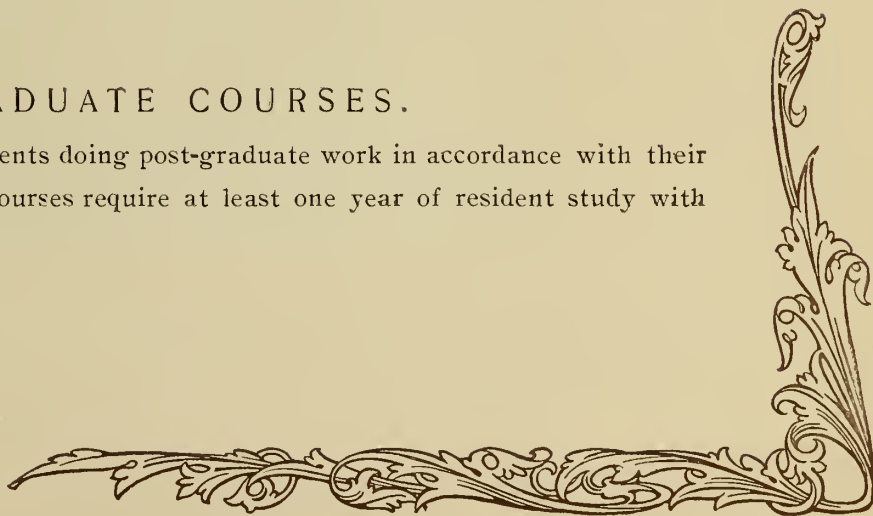 ADUATE COURSES.
ents doing post-graduate work in accordance with their
ourses require at least one year of resident study with